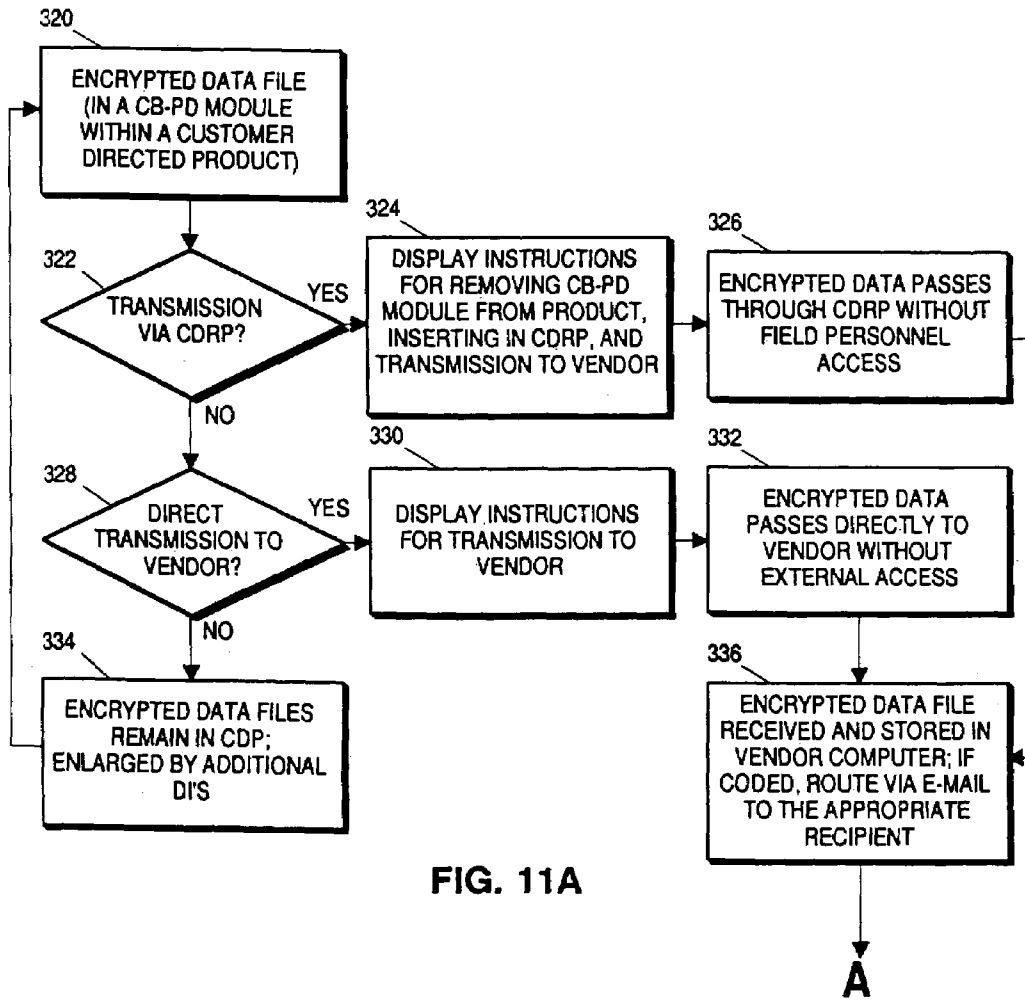 320
ENCRYPTED DATA FILE
(IN A CB-PD MODULE
WITHIN A CUSTOMER
DIRECTED PRODUCT)
322
TRANSMISSION
VIA CDRP?
YES
NO
324
DISPLAY INSTRUCTIONS
FOR REMOVING CB-PD
MODULE FROM PRODUCT,
INSERTING IN CDRP, AND
TRANSMISSION TO VENDOR
326
ENCRYPTED DATA PASSES
THROUGH CDRP WITHOUT
FIELD PERSONNEL
ACCESS
328
DIRECT
TRANSMISSION TO
VENDOR?
YES
NO
330
DISPLAY INSTRUCTIONS
FOR TRANSMISSION TO
VENDOR
332
ENCRYPTED DATA
PASSES DIRECTLY TO
VENDOR WITHOUT
EXTERNAL ACCESS
334
ENCRYPTED DATA FILES
REMAIN IN CDP;
ENLARGED BY ADDITIONAL
DI'S
336
ENCRYPTED DATA FILE
RECEIVED AND STORED IN
VENDOR COMPUTER; IF
CODED, ROUTE VIA E-MAIL
TO THE APPROPRIATE
RECIPIENT
FIG. 11A
A